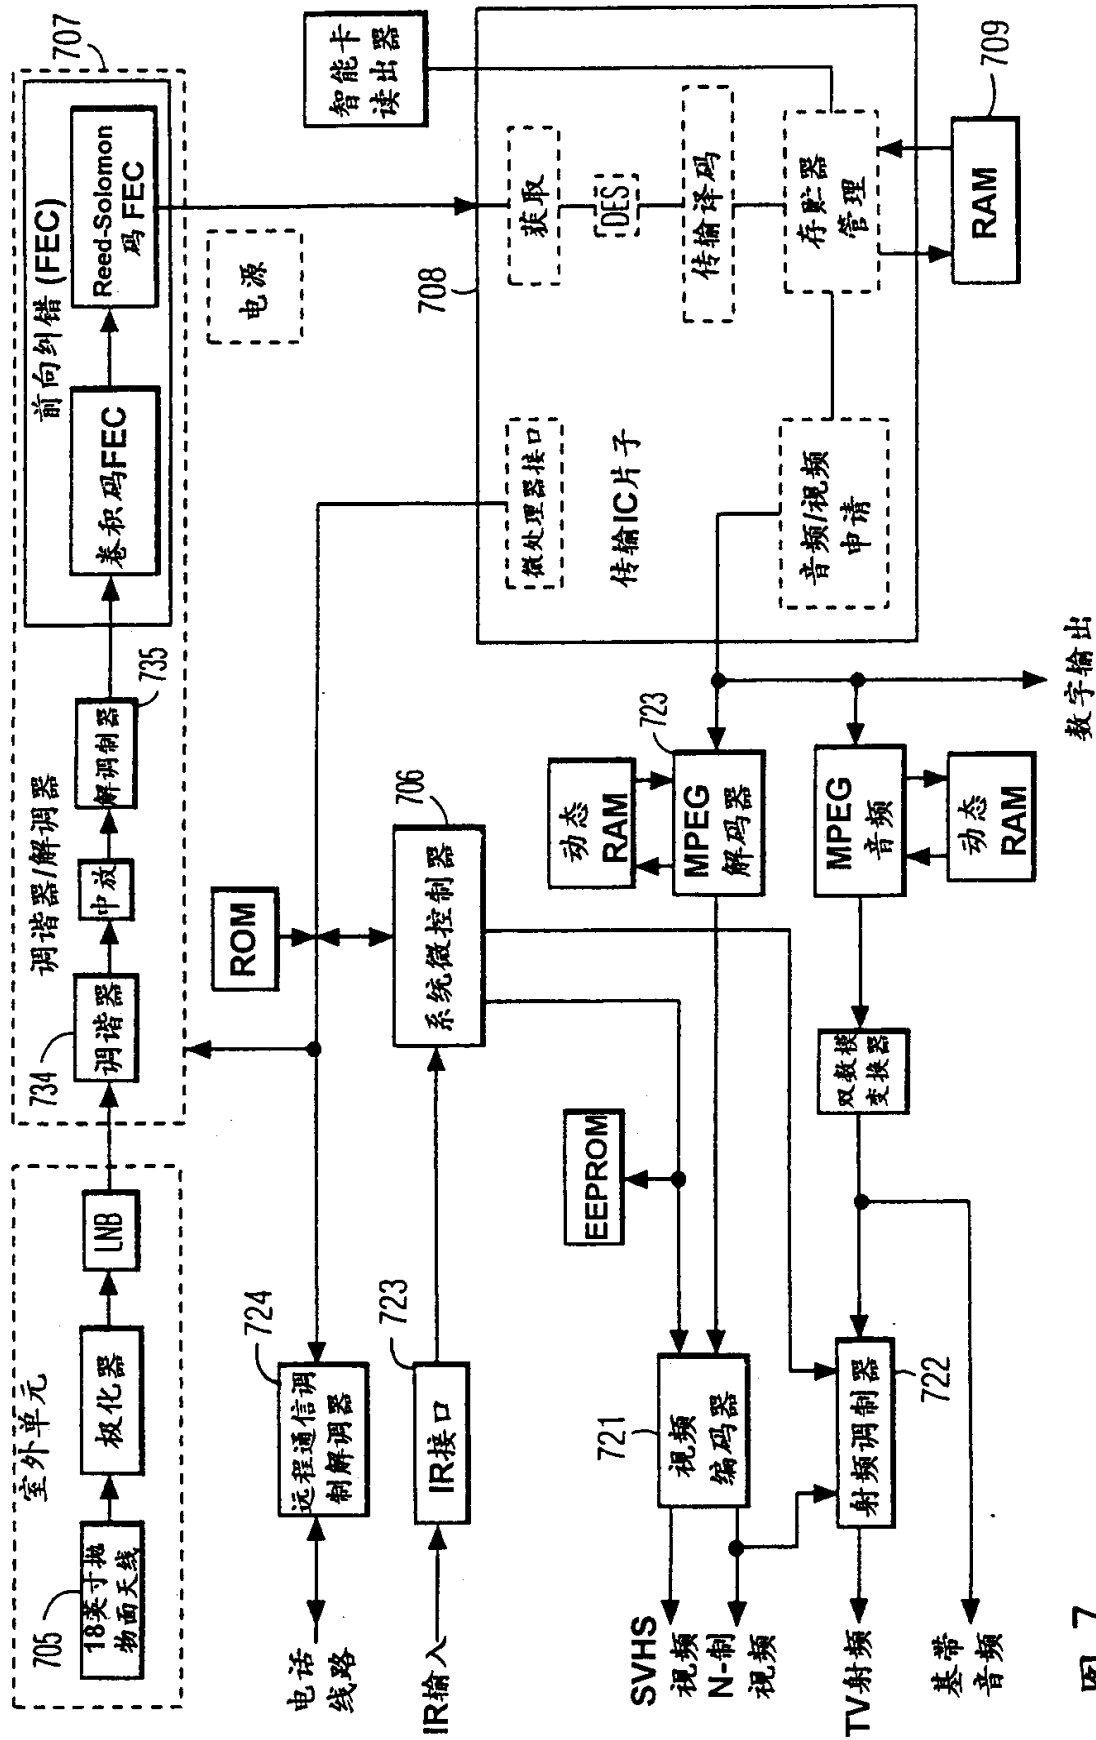 室外单元
705
18英寸抛
物面天线
极化器
LNB
调谐器/解调器
707
734
调谐器
中放
解调制器
735
前向纠错(FEC)
卷积码FEC
Reed-Solomon
码FEC
电源
ROM
智能卡
读出器
电话
线路
724
远程通信调
制解调器
IR输入
723
IR接口
706
系统微控制器
708
微处理器接口
传输IC片子
获取
DES
传输译码
存贮器
管理
音频/视频
申请
709
RAM
EEPROM
动态
RAM
723
MPEG
解码器
MPEG
音频
动态
RAM
数字输出
双数模
变换器
721
视频
编码器
722
射频调制器
SVHS
视频
N-制
视频
TV射频
基带
音频
图 7